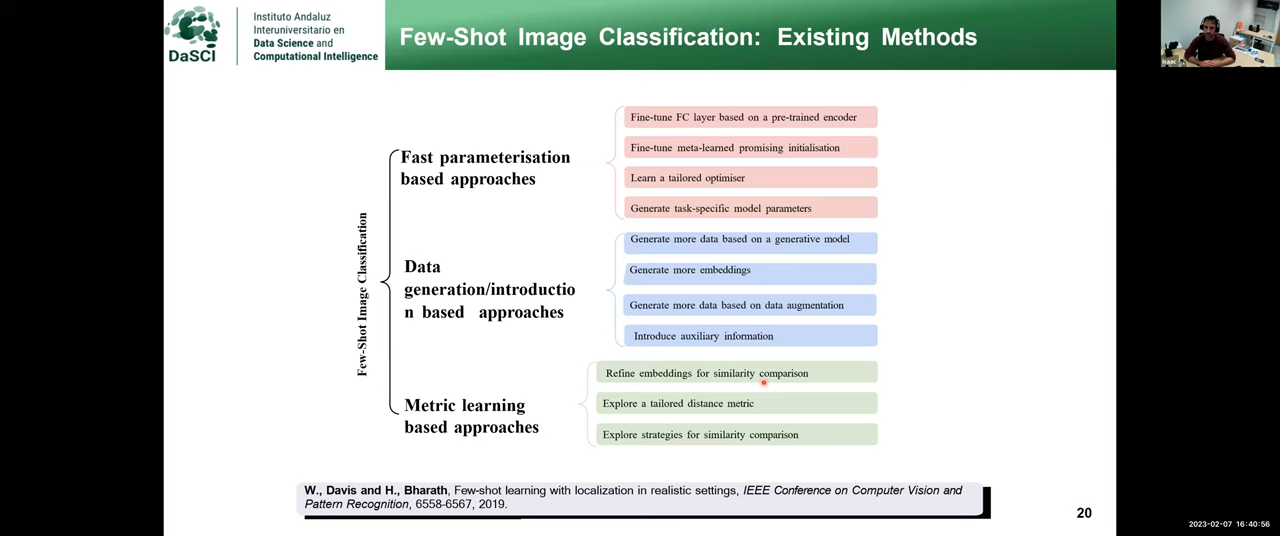 DaSCI
Instituto Andaluz
Interuniversitario en
Data Science and
Computational Intelligence
Few-Shot Image Classification: Existing Methods
Isaac
Few-Shot Image Classification
Fast parameterisation
based approaches
Fine-tune FC layer based on a pre-trained encoder
Fine-tune meta-learned promising initialisation
Learn a tailored optimiser
Generate task-specific model parameters
Data
generation/introductio
n based approaches
Generate more data based on a generative model
Generate more embeddings
Generate more data based on data augmentation
Introduce auxiliary information
Metric learning
based approaches
Refine embeddings for similarity comparison
Explore a tailored distance metric
Explore strategies for similarity comparison
W., Davis and H., Bharath, Few-shot learning with localization in realistic settings, IEEE Conference on Computer Vision and
Pattern Recognition, 6558-6567, 2019.
20
2023-02-07 16:40:56